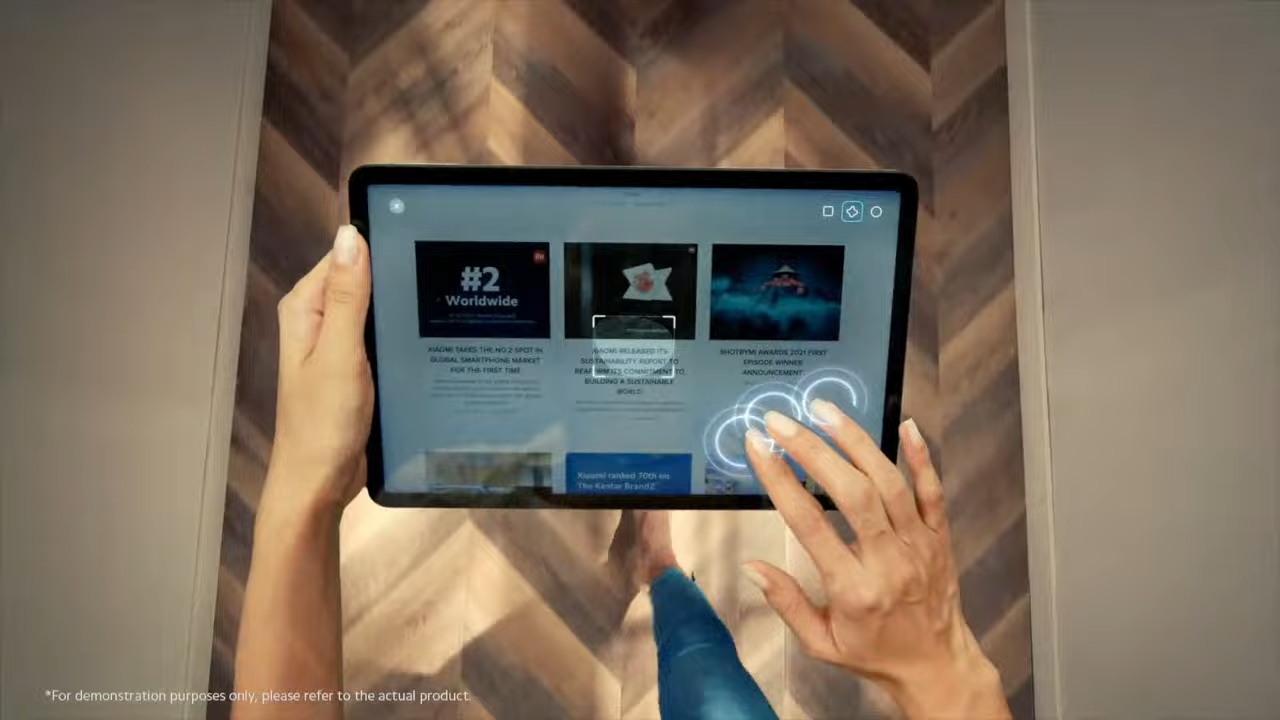 #2
Worldwide
XIAOMI TAKES THE NO.2 SPOT IN
GLOBAL SMARTPHONE MARKET
FOR THE FIRST TIME
XIAOMI RELEASED ITS
SUSTAINABILITY REPORT TO
REAFFIRM ITS COMMITMENT TO
BUILDING A SUSTAINABLE
WORLD
SHOTBYMI AWARDS 2021 FIRST
EPISODE WINNER
ANNOUNCEMENT
Xiaomi ranked 70th on
The Kantar BrandZ
*For demonstration purposes only, please refer to the actual product.